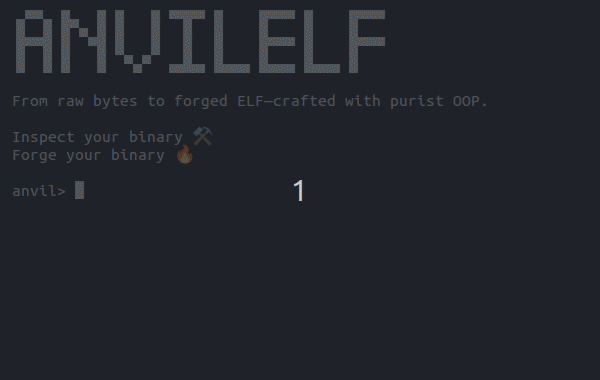 ANVILELF
From raw bytes to forged ELF—crafted with purist OOP.
Inspect your binary ⚒
Forge your binary 🔥
anvil>
1